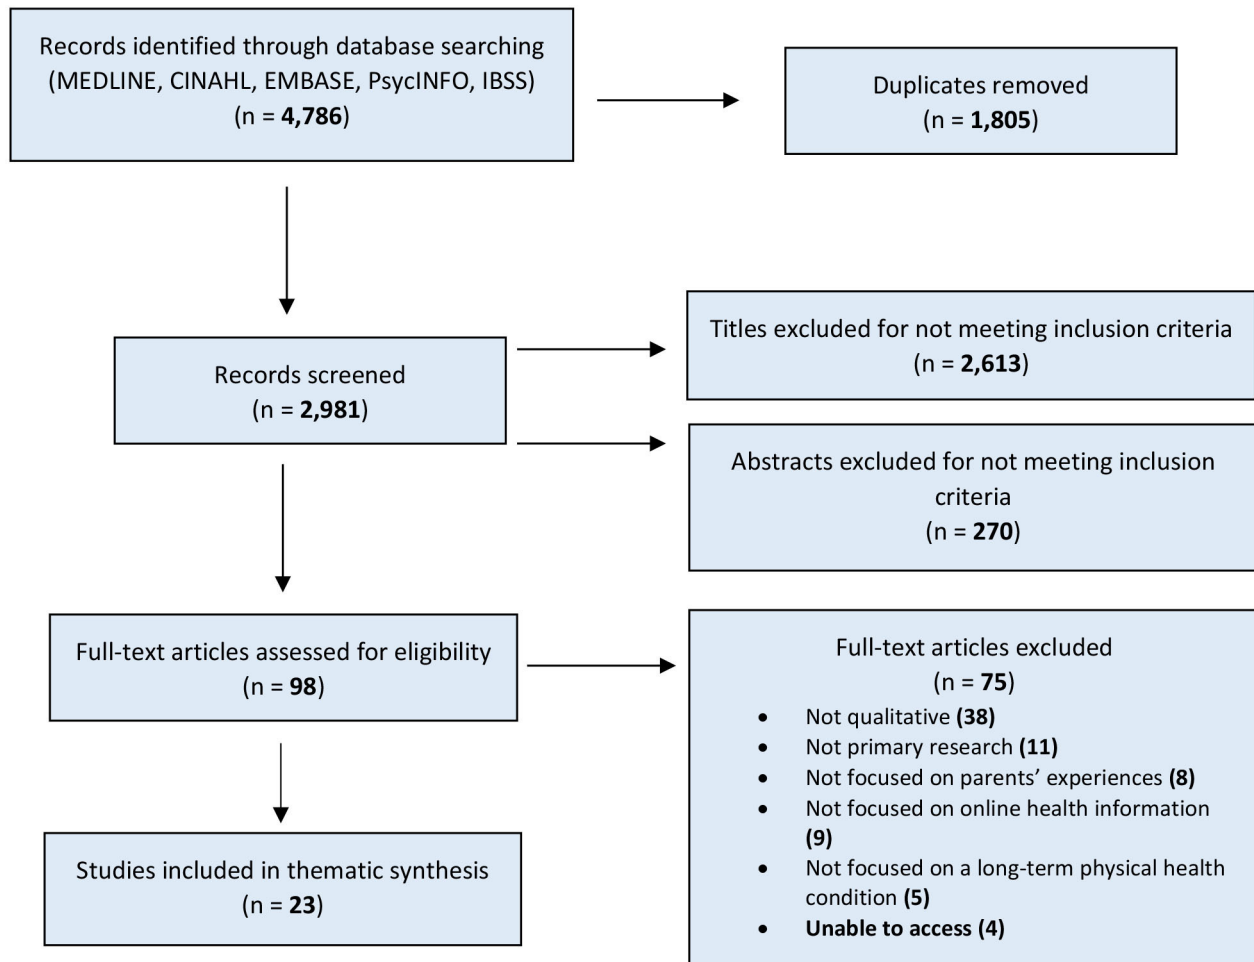 Records identified through database searching
(MEDLINE, CINAHL, EMBASE, PsycINFO, IBSS)
(n = 4,786)
Duplicates removed
(n = 1,805)
Records screened
(n = 2,981)
Titles excluded for not meeting inclusion criteria
(n = 2,613)
Abstracts excluded for not meeting inclusion
criteria
(n = 270)
Full-text articles assessed for eligibility
(n = 98)
Full-text articles excluded
(n = 75)
• Not qualitative (38)
• Not primary research (11)
• Not focused on parents’ experiences (8)
• Not focused on online health information
(9)
• Not focused on a long-term physical health
condition (5)
• Unable to access (4)
Studies included in thematic synthesis
(n = 23)